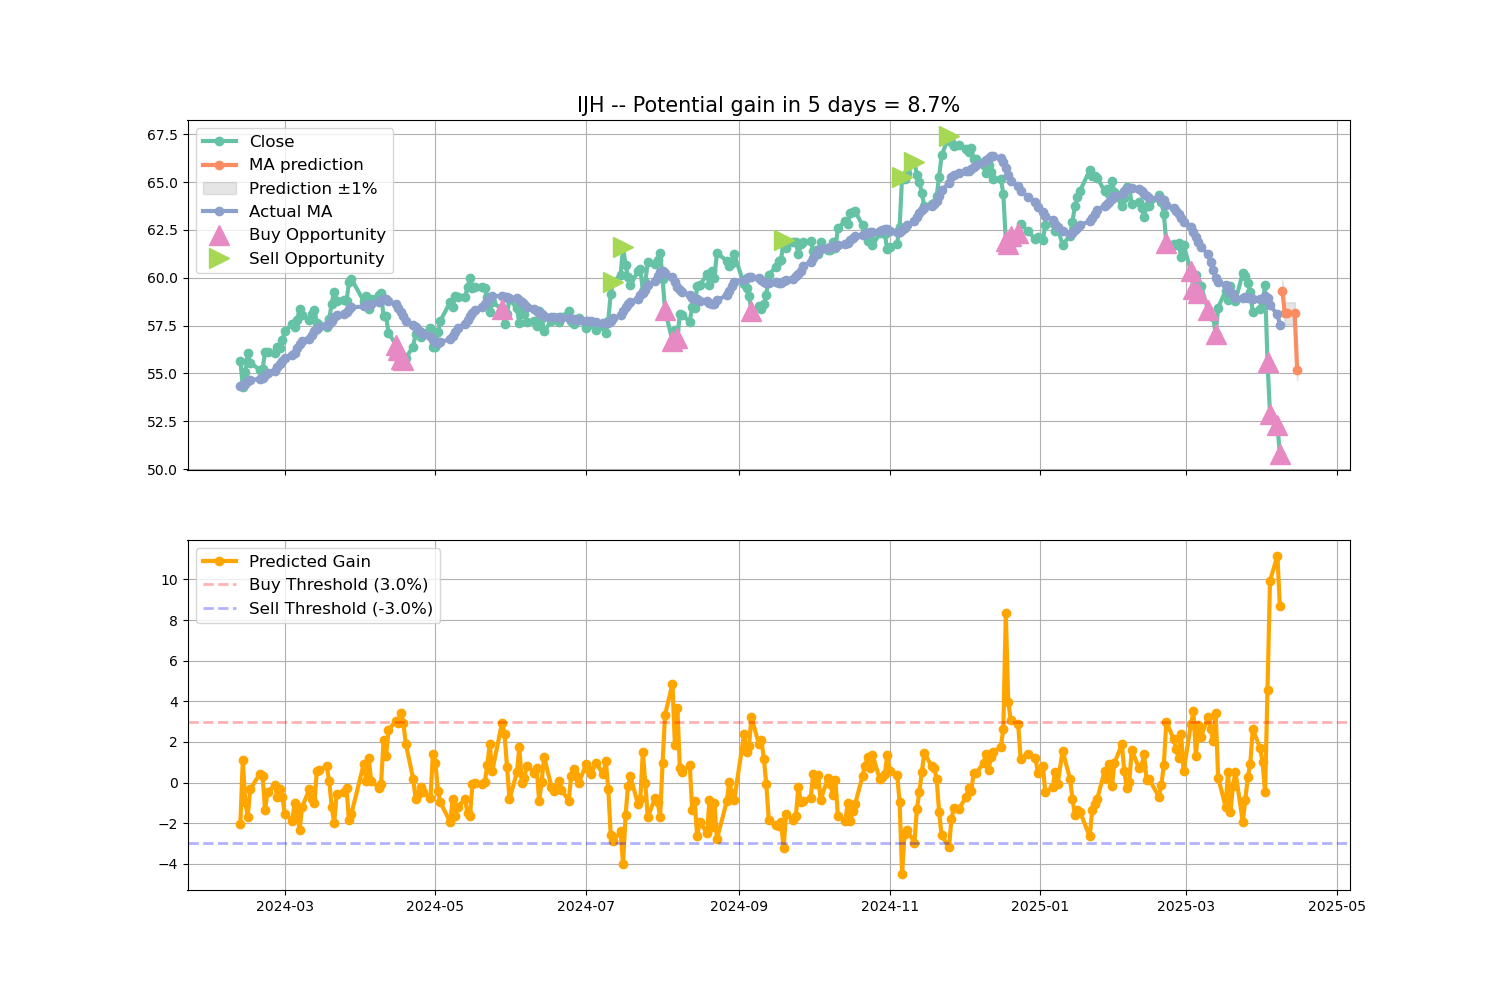 IJH -- Potential gain in 5 days = 8.7%
67.5
65.0
62.5
60.0
57.5
55.0
52.5
50.0
Close
MA prediction
Prediction ±1%
Actual MA
Buy Opportunity
Sell Opportunity
10
8
6
4
2
0
−2
−4
Predicted Gain
Buy Threshold (3.0%)
Sell Threshold (-3.0%)
2024-03 2024-05 2024-07 2024-09 2024-11 2025-01 2025-03 2025-05